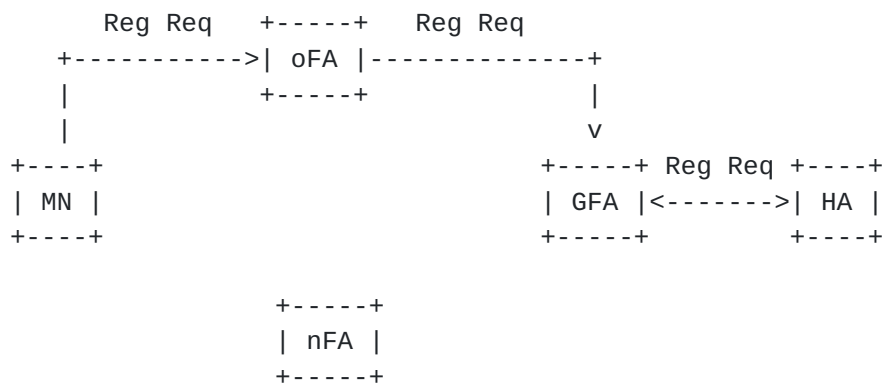 Reg Req   +-----+   Reg Req
+----------->| oFA |--------------+
|            +-----+              |
|                                 v
+----+                           +-----+ Reg Req +----+
| MN |                           | GFA |<------->| HA |
+----+                           +-----+         +----+
+-----+
| nFA |
+-----+